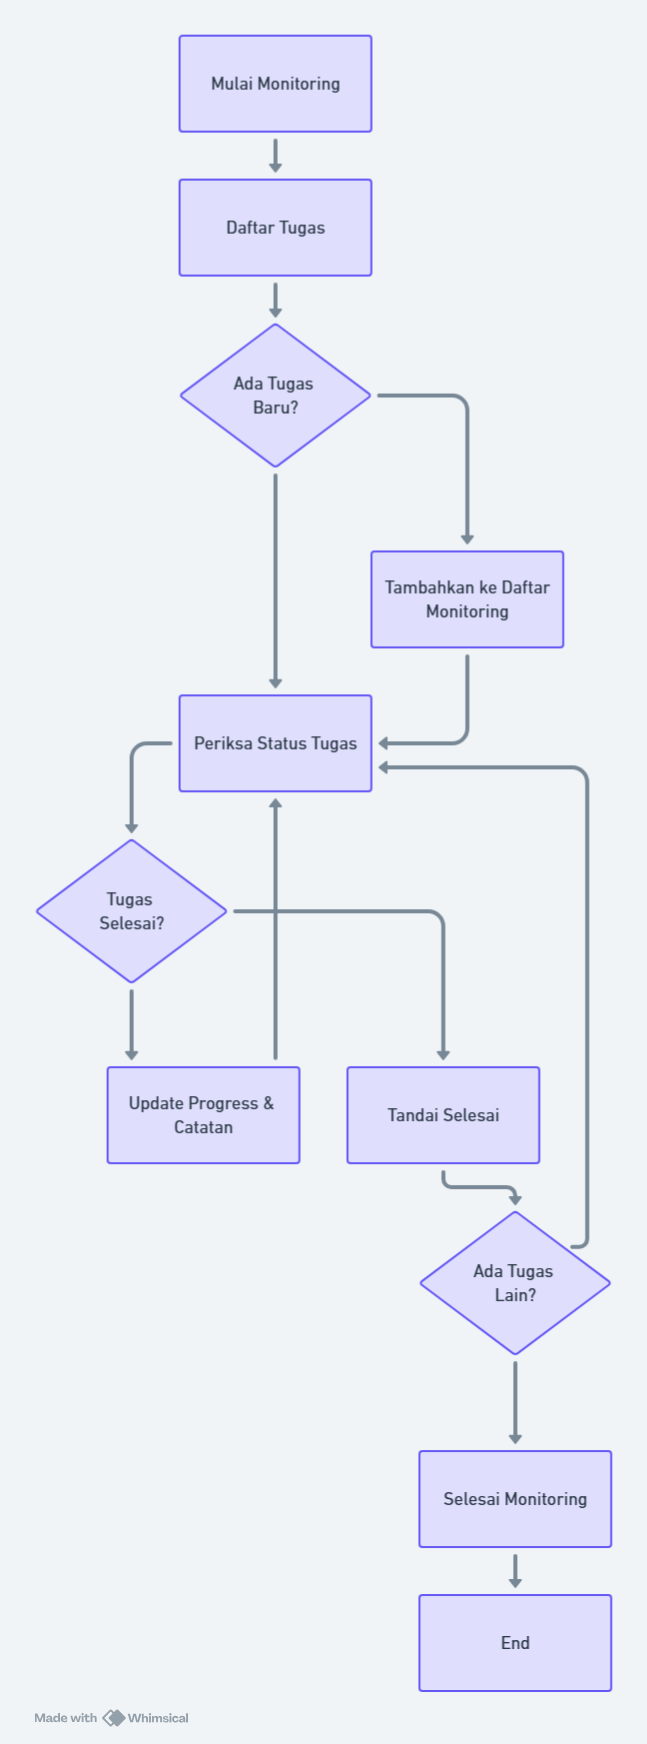 Mulai Monitoring
Daftar Tugas
Ada Tugas
Baru?
Tambahkan ke Daftar
Monitoring
Periksa Status Tugas
Tugas
Selesai?
Update Progress &
Catatan
Tandai Selesai
Ada Tugas
Lain?
Selesai Monitoring
End
Made with Whimsical